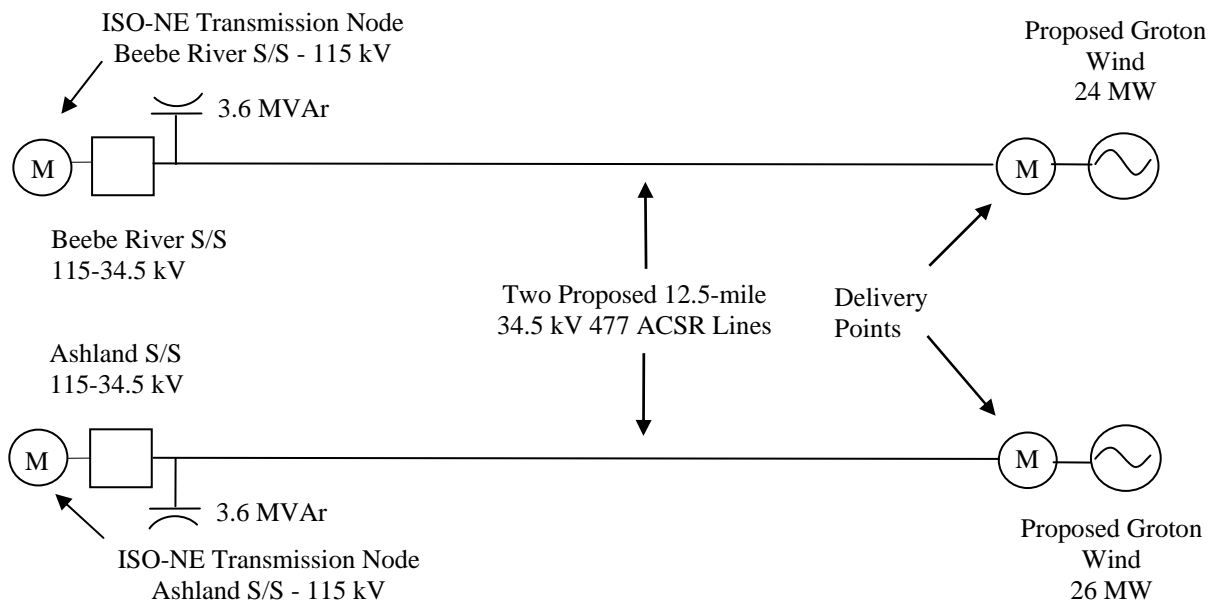 ISO-NE Transmission Node
Beebe River S/S - 115 kV
Proposed Groton
Wind
24 MW
3.6 MVAr
M
M
Beebe River S/S
115-34.5 kV
Two Proposed 12.5-mile
34.5 kV 477 ACSR Lines
Delivery
Points
Ashland S/S
115-34.5 kV
M
M
3.6 MVAr
ISO-NE Transmission Node
Ashland S/S - 115 kV
Proposed Groton
Wind
26 MW